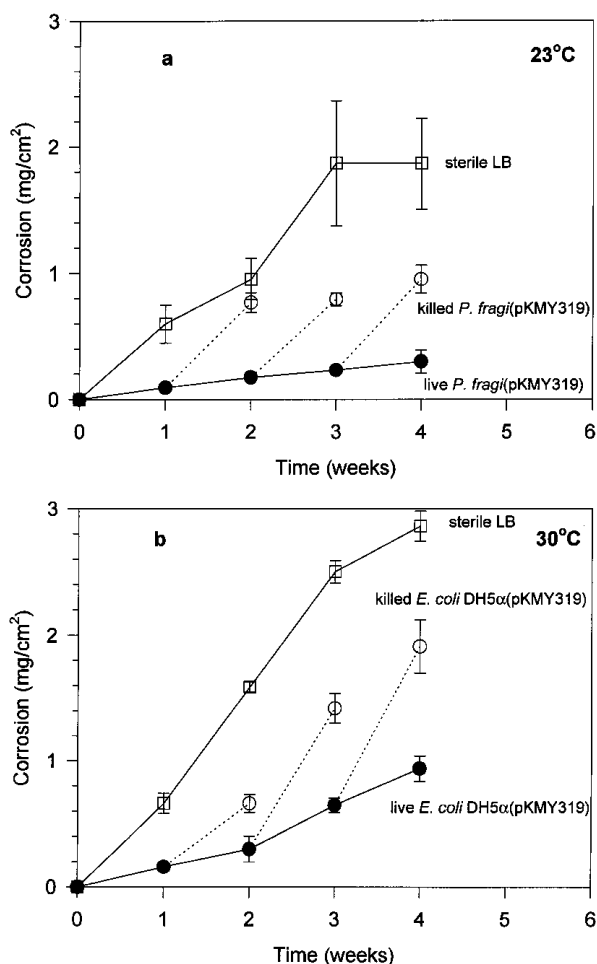 3
a
23°C
2
sterile LB
1
killed P. fragi(pKMY319)
live P. fragi(pKMY319)
0
0 1 2 3 4 5 6
Corrosion (mg/cm²)
Time (weeks)
3
b
sterile LB
30°C
killed E. coli DH5α(pKMY319)
2
1
live E. coli DH5α(pKMY319)
0
0 1 2 3 4 5 6
Corrosion (mg/cm²)
Time (weeks)